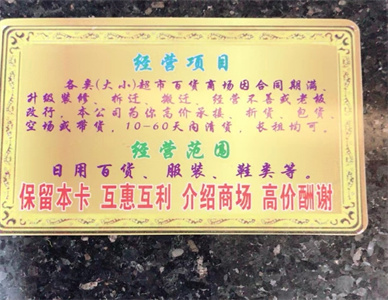 经营项目
各类(大小)超市百货商场因合同期满、
升级装修、拆迁、搬迁、经营不善或老板
改行,本公司为你高价承接,折货、包货,
空场或带货,10-60天内清货,长租均可。
经营范围
日用百货、服装、鞋类等。
保留本卡 互惠互利 介绍商场 高价酬谢